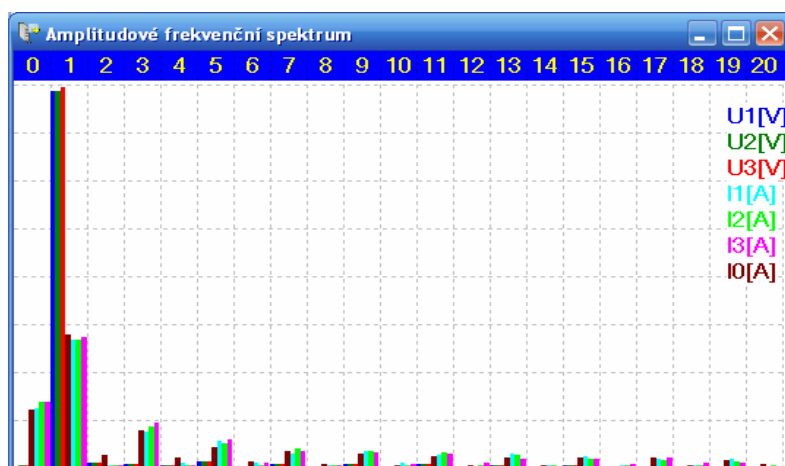 Amplitudové frekvenční spektrum
0 1 2 3 4 5 6 7 8 9 10 11 12 13 14 15 16 17 18 19 20
U1[V]
U2[V]
U3[V]
I1[A]
I2[A]
I3[A]
I0[A]